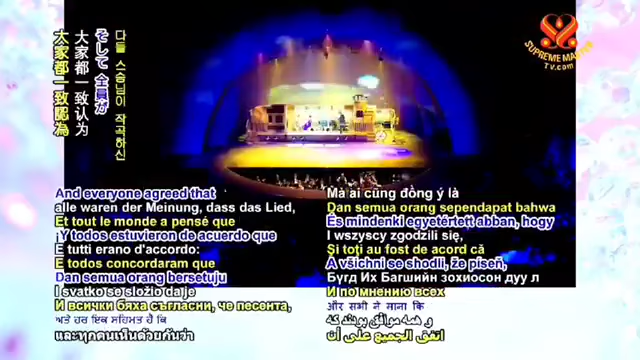 다들 스승님이 작곡하신
そして 全員が
大家都一致认为
大家都一致認為
SUPREME MASTER
TV.com
And everyone agreed that
alle waren der Meinung, dass das Lied,
Et tout le monde a pensé que
¡Y todos estuvieron de acuerdo que
E tutti erano d'accordo:
E todos concordaram que
Dan semua orang bersetuju
I svatko se složio da je
И всички бяха съгласни, че песента,
ਅਤੇ ਹਰ ਇਕ ਸਹਿਮਤ ਹੈ ਕਿ
และทุกคนเห็นด้วยกันว่า
Mà ai cũng đồng ý là
Dan semua orang sependapat bahwa
És mindenki egyetértett abban, hogy
I wszyscy zgodzili się,
Şi toţi au fost de acord că
A všichni se shodli, že píseň,
Бүгд Их Багшийн зохиосон дуу л
И по мнению всех
और सभी ने माना कि
و همه موافق بودند که
اتفق الجميع على أن